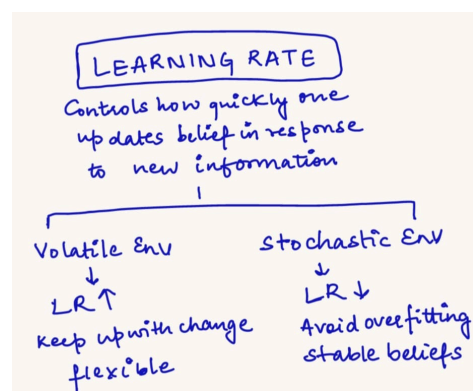 LEARNING RATE
Controls how quickly one
updates belief in response
to new information
Volatile Env
↓
LR ↑
Keep up with change
flexible
Stochastic Env
↓
LR ↓
Avoid overfitting
stable beliefs